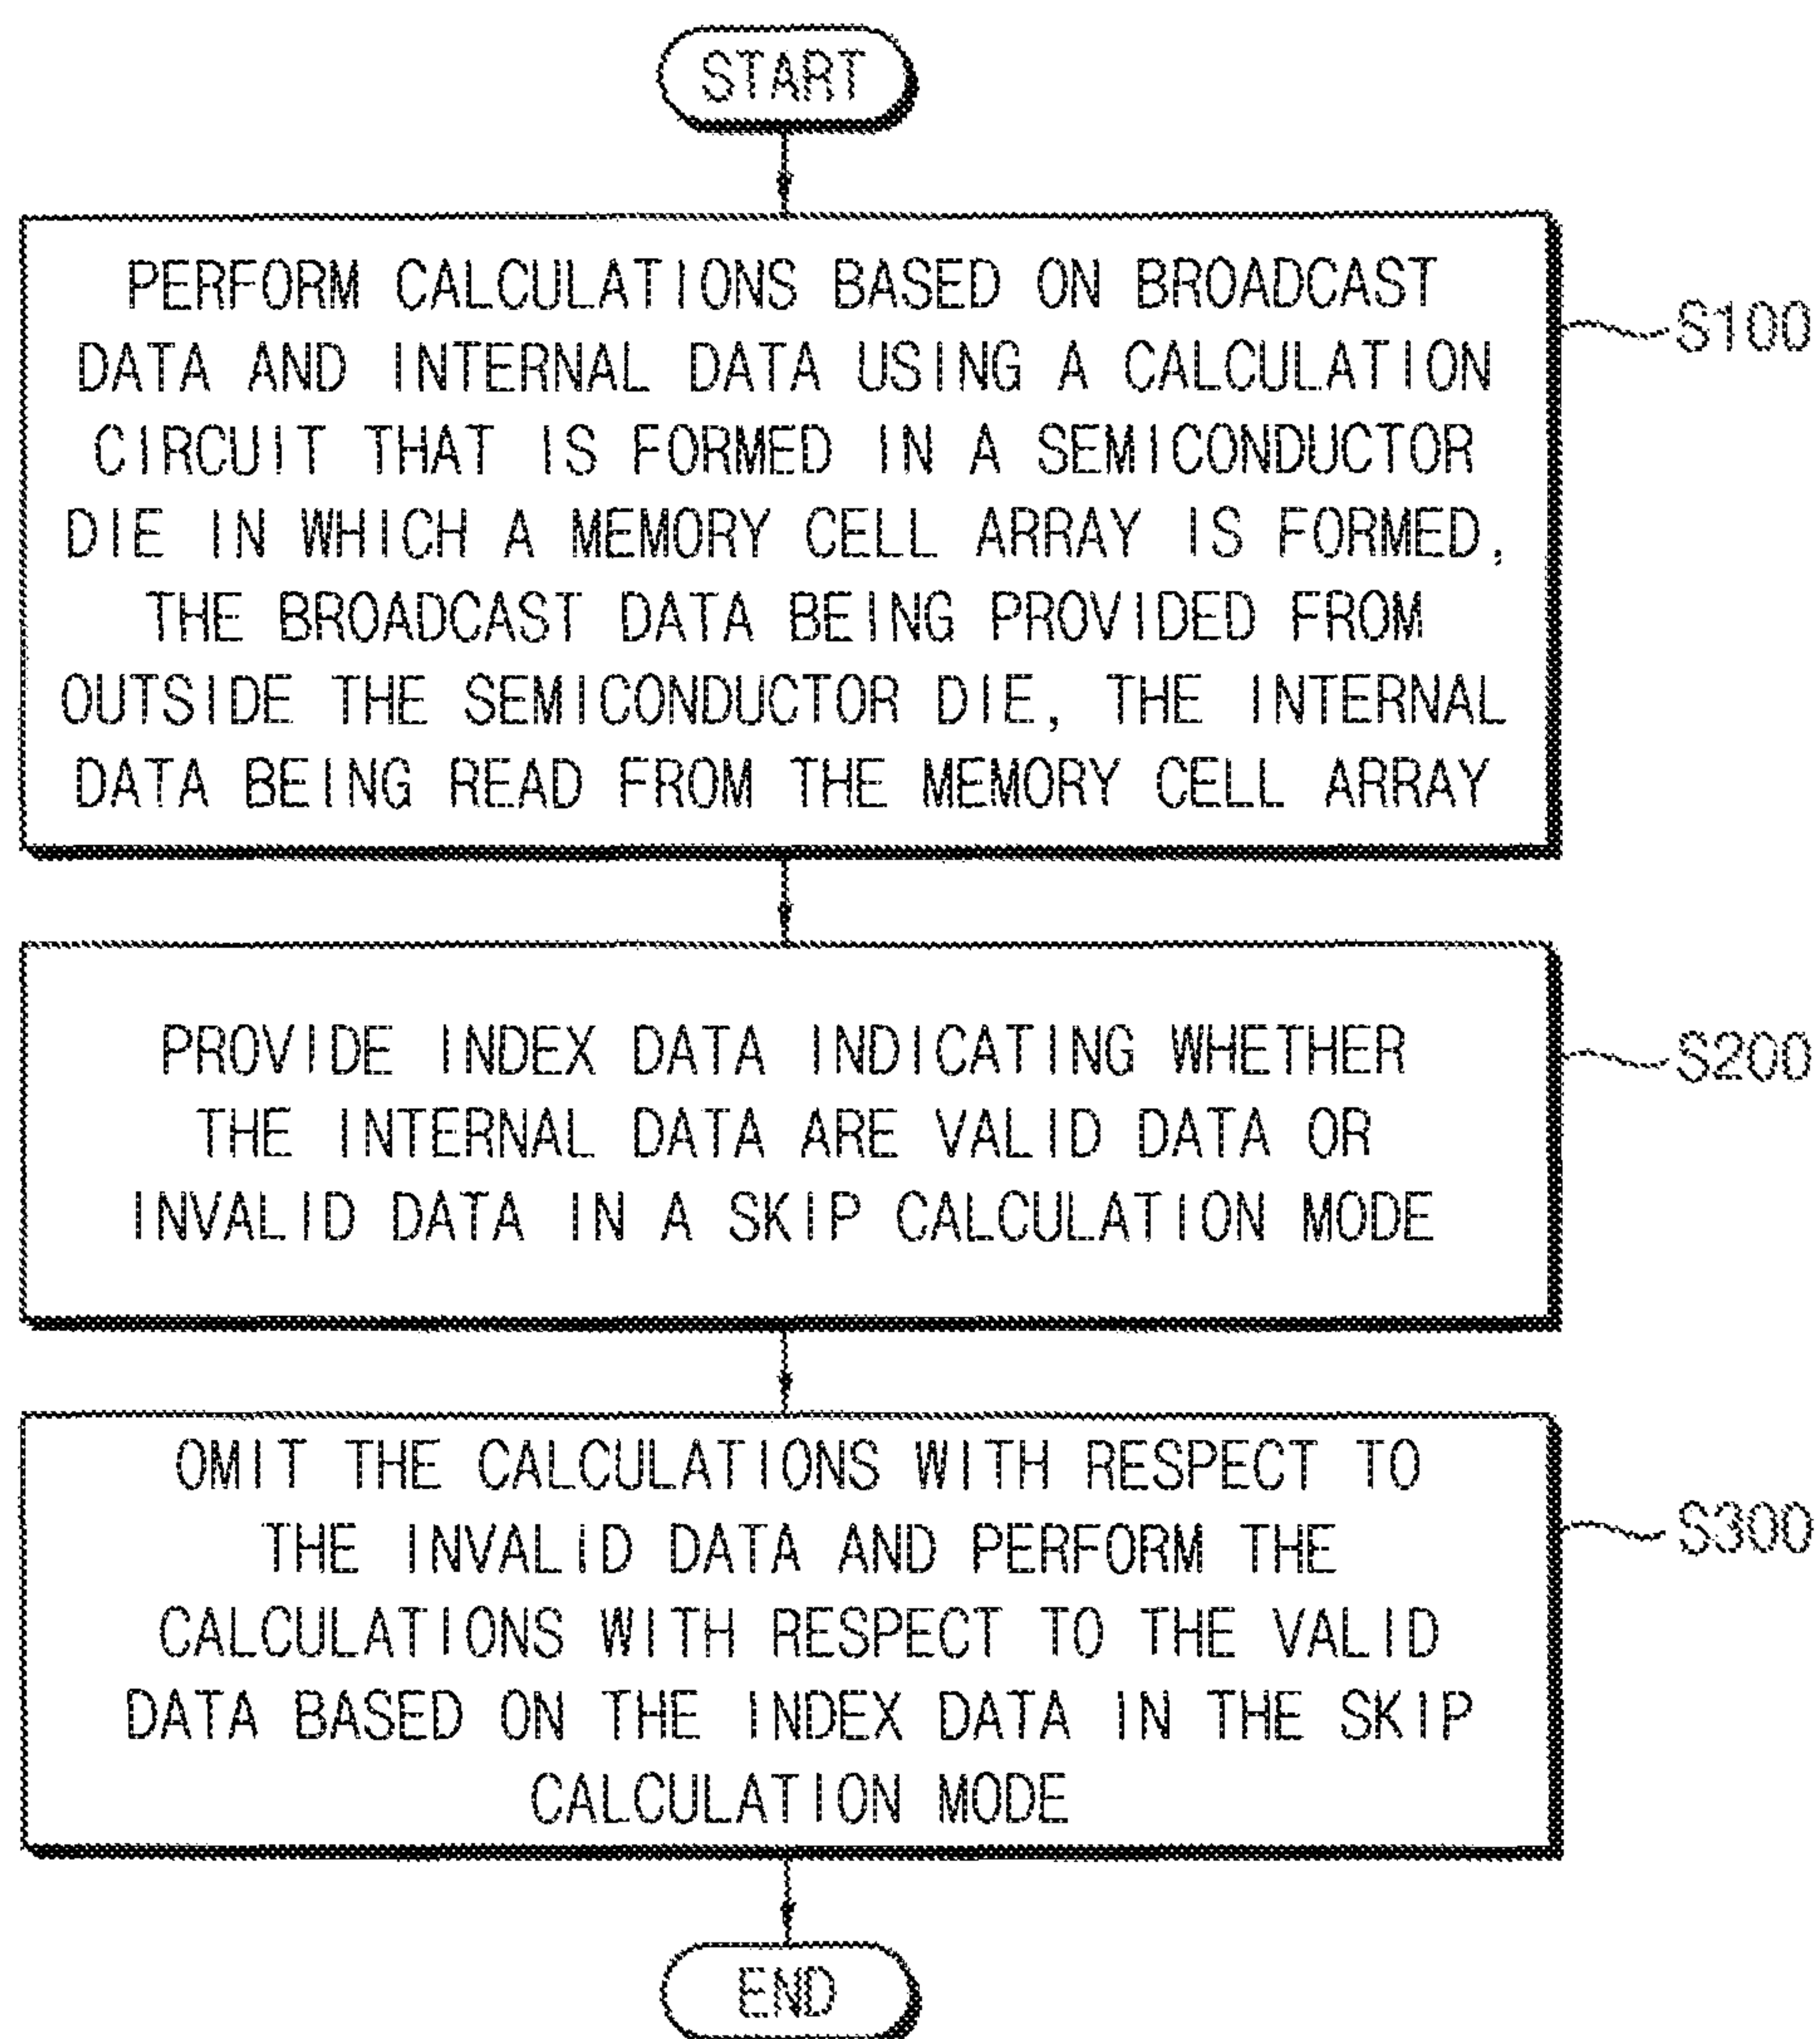 START
PERFORM CALCULATIONS BASED ON BROADCAST
DATA AND INTERNAL DATA USING A CALCULATION
CIRCUIT THAT IS FORMED IN A SEMICONDUCTOR
DIE IN WHICH A MEMORY CELL ARRAY IS FORMED,
THE BROADCAST DATA BEING PROVIDED FROM
OUTSIDE THE SEMICONDUCTOR DIE, THE INTERNAL
DATA BEING READ FROM THE MEMORY CELL ARRAY
S100
PROVIDE INDEX DATA INDICATING WHETHER
THE INTERNAL DATA ARE VALID DATA OR
INVALID DATA IN A SKIP CALCULATION MODE
S200
OMIT THE CALCULATIONS WITH RESPECT TO
THE INVALID DATA AND PERFORM THE
CALCULATIONS WITH RESPECT TO THE VALID
DATA BASED ON THE INDEX DATA IN THE SKIP
CALCULATION MODE
S300
END